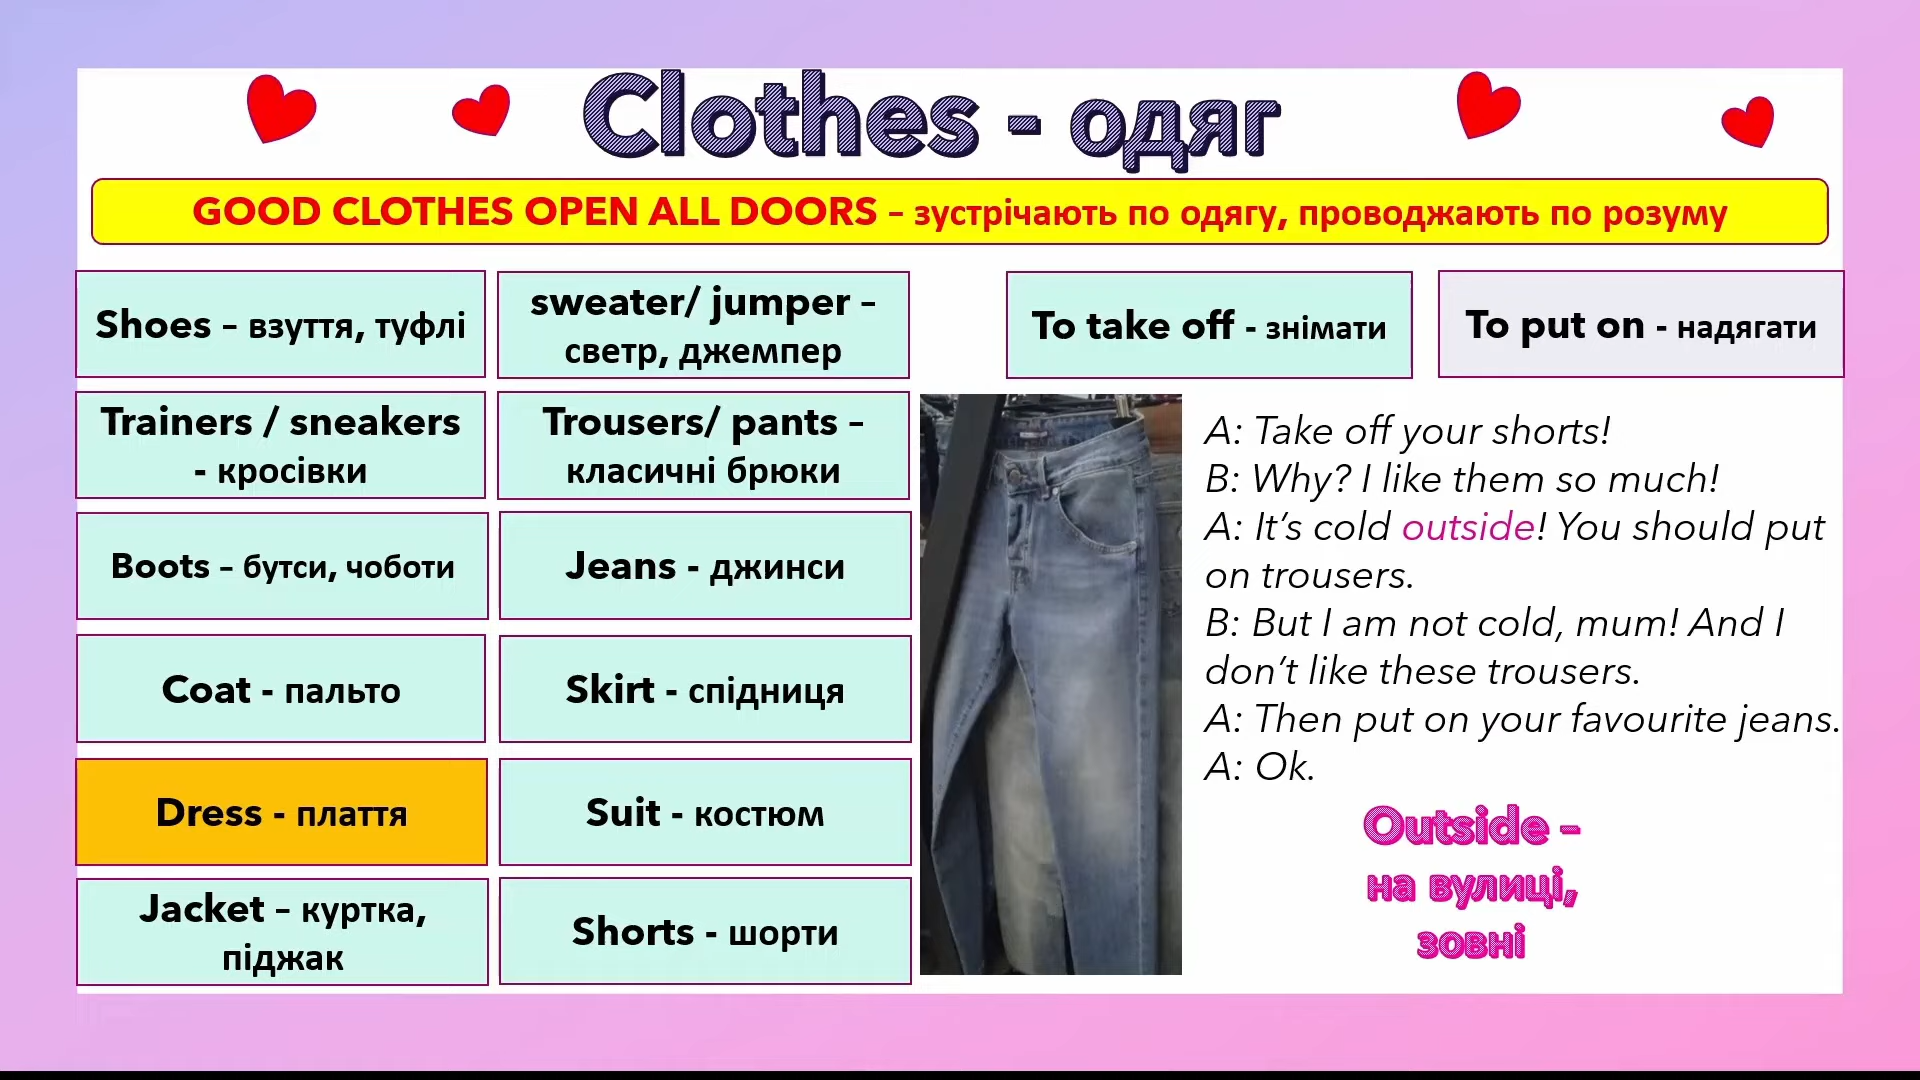 Clothes - одяг
GOOD CLOTHES OPEN ALL DOORS – зустрічають по одягу, проводжають по розуму
Shoes – взуття, туфлі
sweater/ jumper –
светр, джемпер
To take off - знімати
To put on - надягати
Trainers / sneakers
- кросівки
Trousers/ pants –
класичні брюки
Boots – бутси, чоботи
Jeans - джинси
Coat - пальто
Skirt - спідниця
Dress - плаття
Suit - костюм
Jacket – куртка,
піджак
Shorts - шорти
A: Take off your shorts!
B: Why? I like them so much!
A: It’s cold outside! You should put
on trousers.
B: But I am not cold, mum! And I
don’t like these trousers.
A: Then put on your favourite jeans.
A: Ok.
Outside –
на вулиці,
зовні